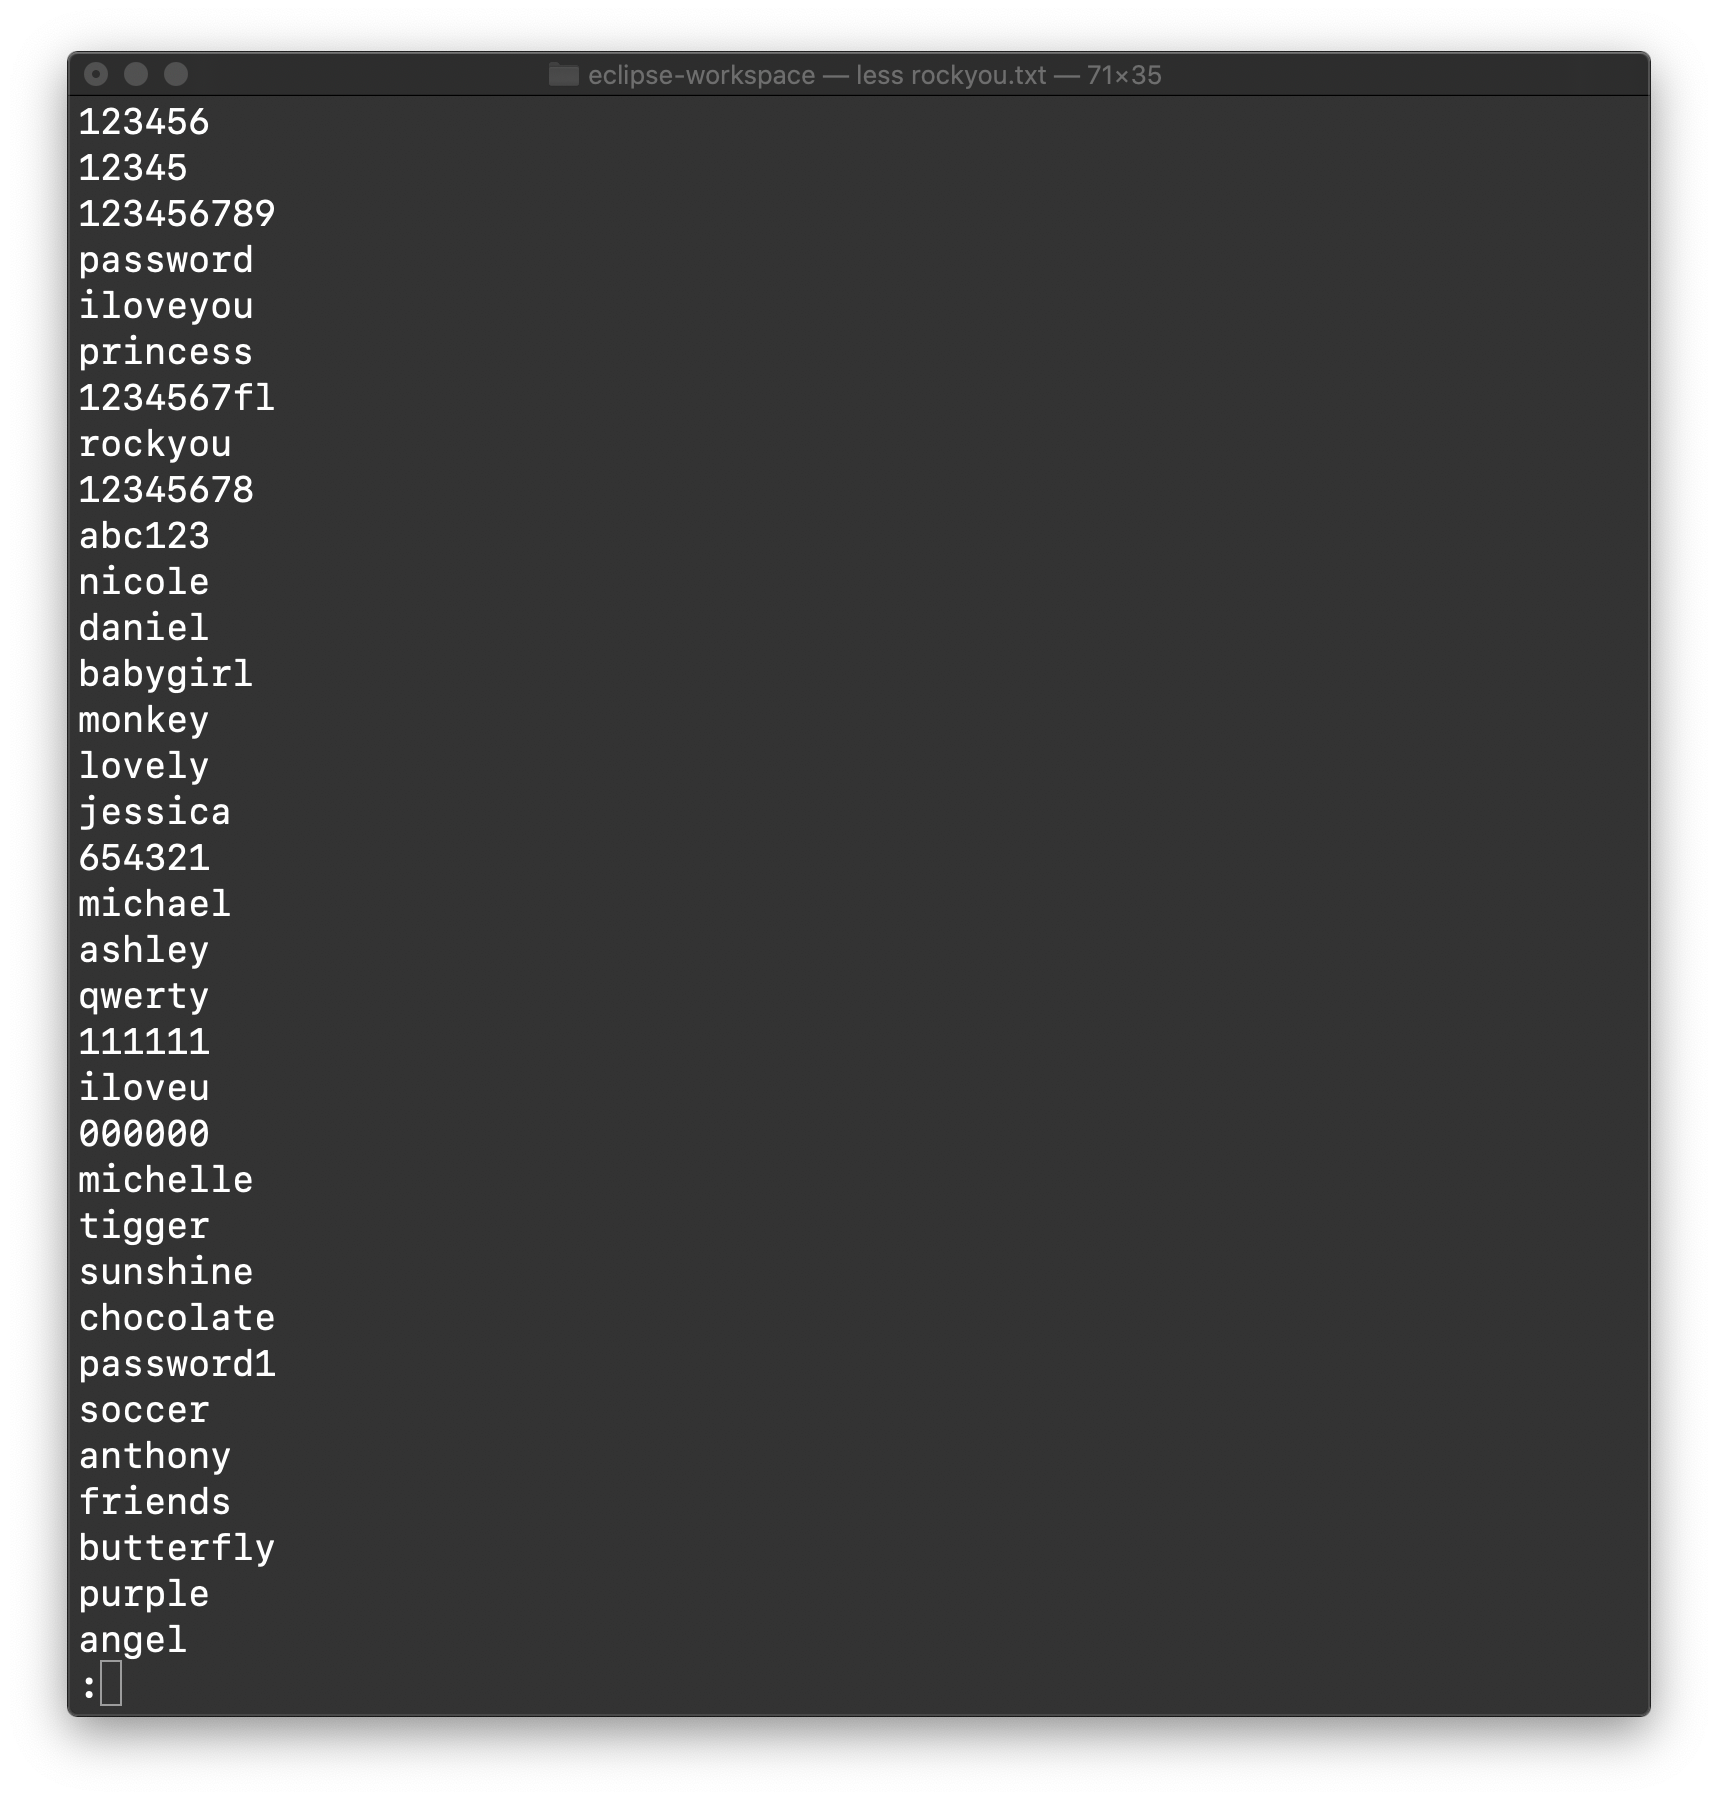 eclipse-workspace — less rockyou.txt — 71×35
123456
12345
123456789
password
iloveyou
princess
1234567fl
rockyou
12345678
abc123
nicole
daniel
babygirl
monkey
lovely
jessica
654321
michael
ashley
qwerty
111111
iloveu
000000
michelle
tigger
sunshine
chocolate
password1
soccer
anthony
friends
butterfly
purple
angel
: